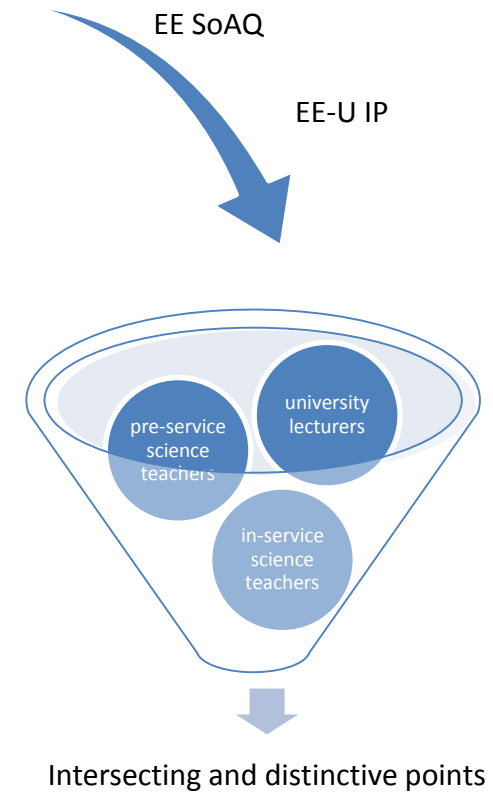 EE SoAQ
EE-U IP
university
lecturers
pre-service
science
teachers
in-service
science
teachers
Intersecting and distinctive points